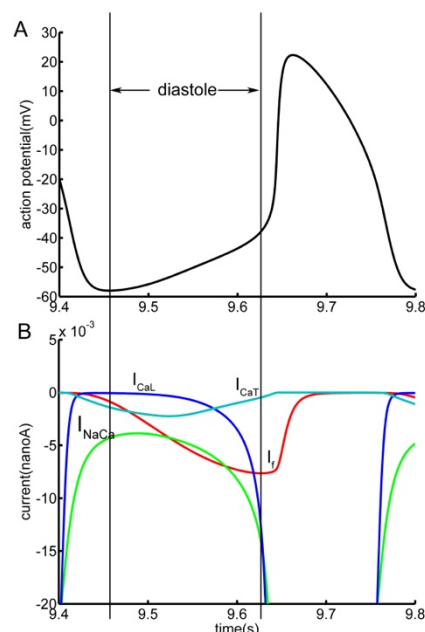 A
30
20
10
0
-10
-20
-30
-40
-50
-60
action potential(mV)
diastole
9.4
9.5
9.6
9.7
9.8
B
x 10⁻³
5
0
-5
-10
-15
-20
current(nanoA)
I_CaL
I_CaT
I_NaCa
I_f
9.4
9.5
9.6
9.7
9.8
time(s)